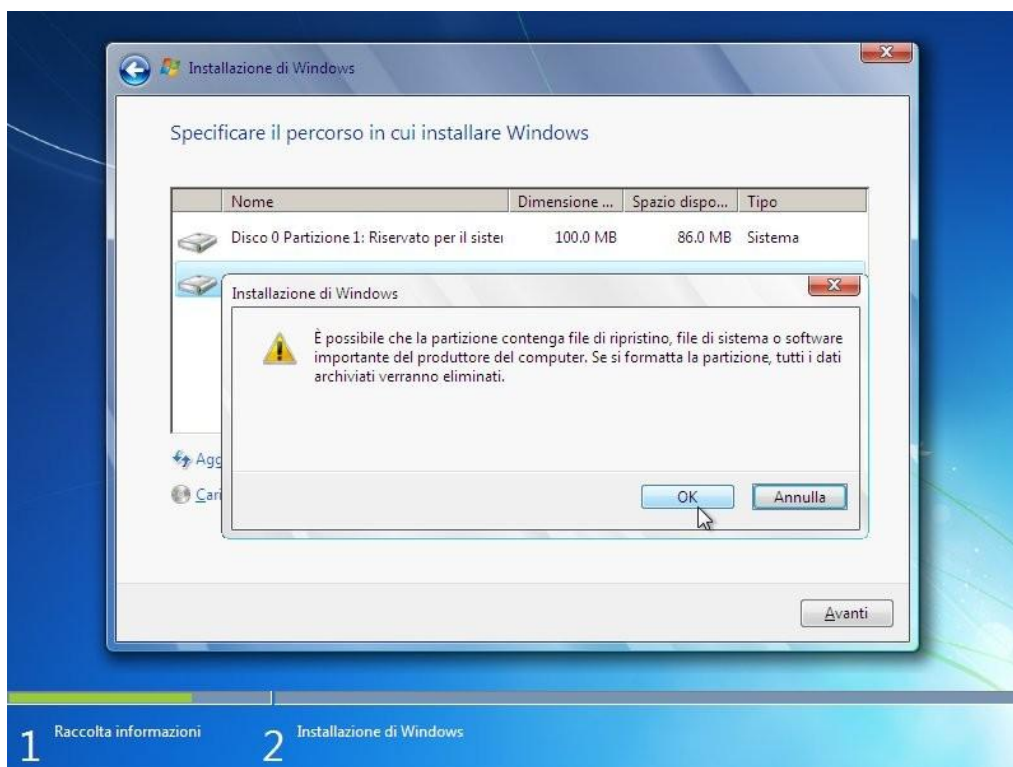 Installazione di Windows
Specificare il percorso in cui installare Windows
Nome Dimensione ... Spazio dispo... Tipo
Disco 0 Partizione 1: Riservato per il sister 100.0 MB 86.0 MB Sistema
Installazione di Windows
È possibile che la partizione contenga file di ripristino, file di sistema o software
importante del produttore del computer. Se si formatta la partizione, tutti i dati
archiviati verranno eliminati.
Agg
Cari
OK Annulla
Avanti
1 Raccolta informazioni 2 Installazione di Windows